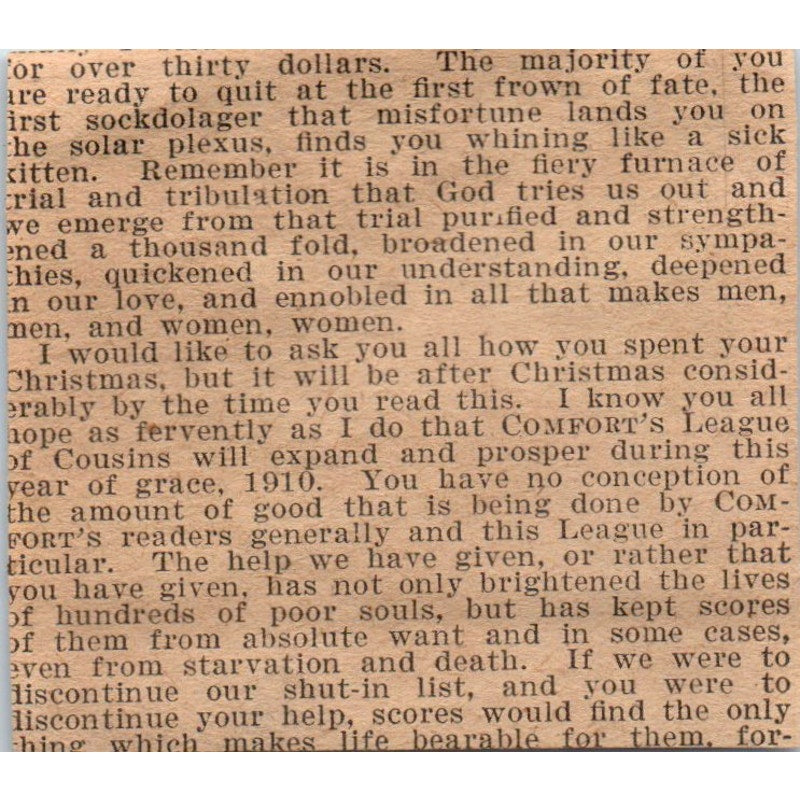 for over thirty dollars. The majority of you
are ready to quit at the first frown of fate, the
first sockdolager that misfortune lands you on
the solar plexus, finds you whining like a sick
kitten. Remember it is in the fiery furnace of
trial and tribulation that God tries us out and
we emerge from that trial purified and strength-
ened a thousand fold, broadened in our sympa-
thies, quickened in our understanding, deepened
in our love, and ennobled in all that makes men,
men, and women, women.
I would like to ask you all how you spent your
Christmas, but it will be after Christmas consid-
erably by the time you read this. I know you all
hope as fervently as I do that COMFORT'S League
of Cousins will expand and prosper during this
year of grace, 1910. You have no conception of
the amount of good that is being done by COM-
FORT'S readers generally and this League in par-
ticular. The help we have given, or rather that
you have given, has not only brightened the lives
of hundreds of poor souls, but has kept scores
of them from absolute want and in some cases,
even from starvation and death. If we were to
discontinue our shut-in list, and you were to
discontinue your help, scores would find the only
thing which makes life bearable for them, for-